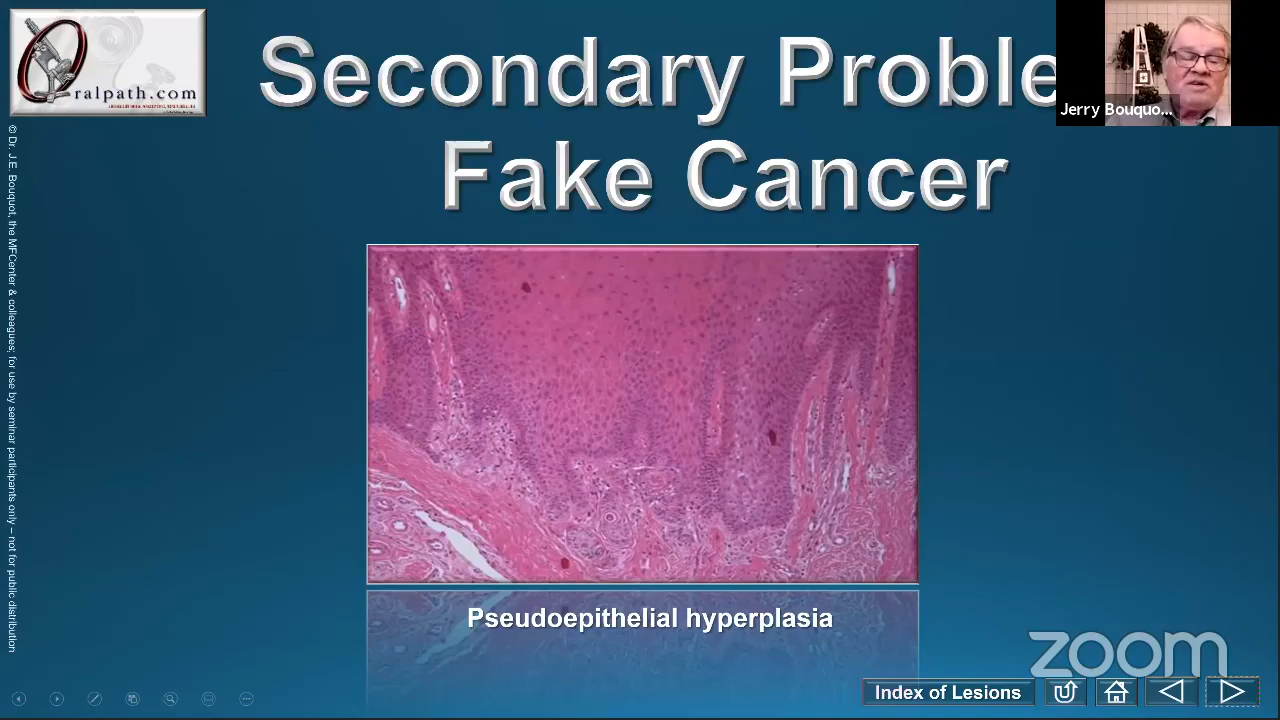 Oralpath.com
Secondary Proble
Fake Cancer
Jerry Bouquo...
© Dr. J.E. Bouquot, the MFCenter & colleagues; for use by seminar participants only – not for public distribution
Pseudoepithelial hyperplasia
zoom
Index of Lesions